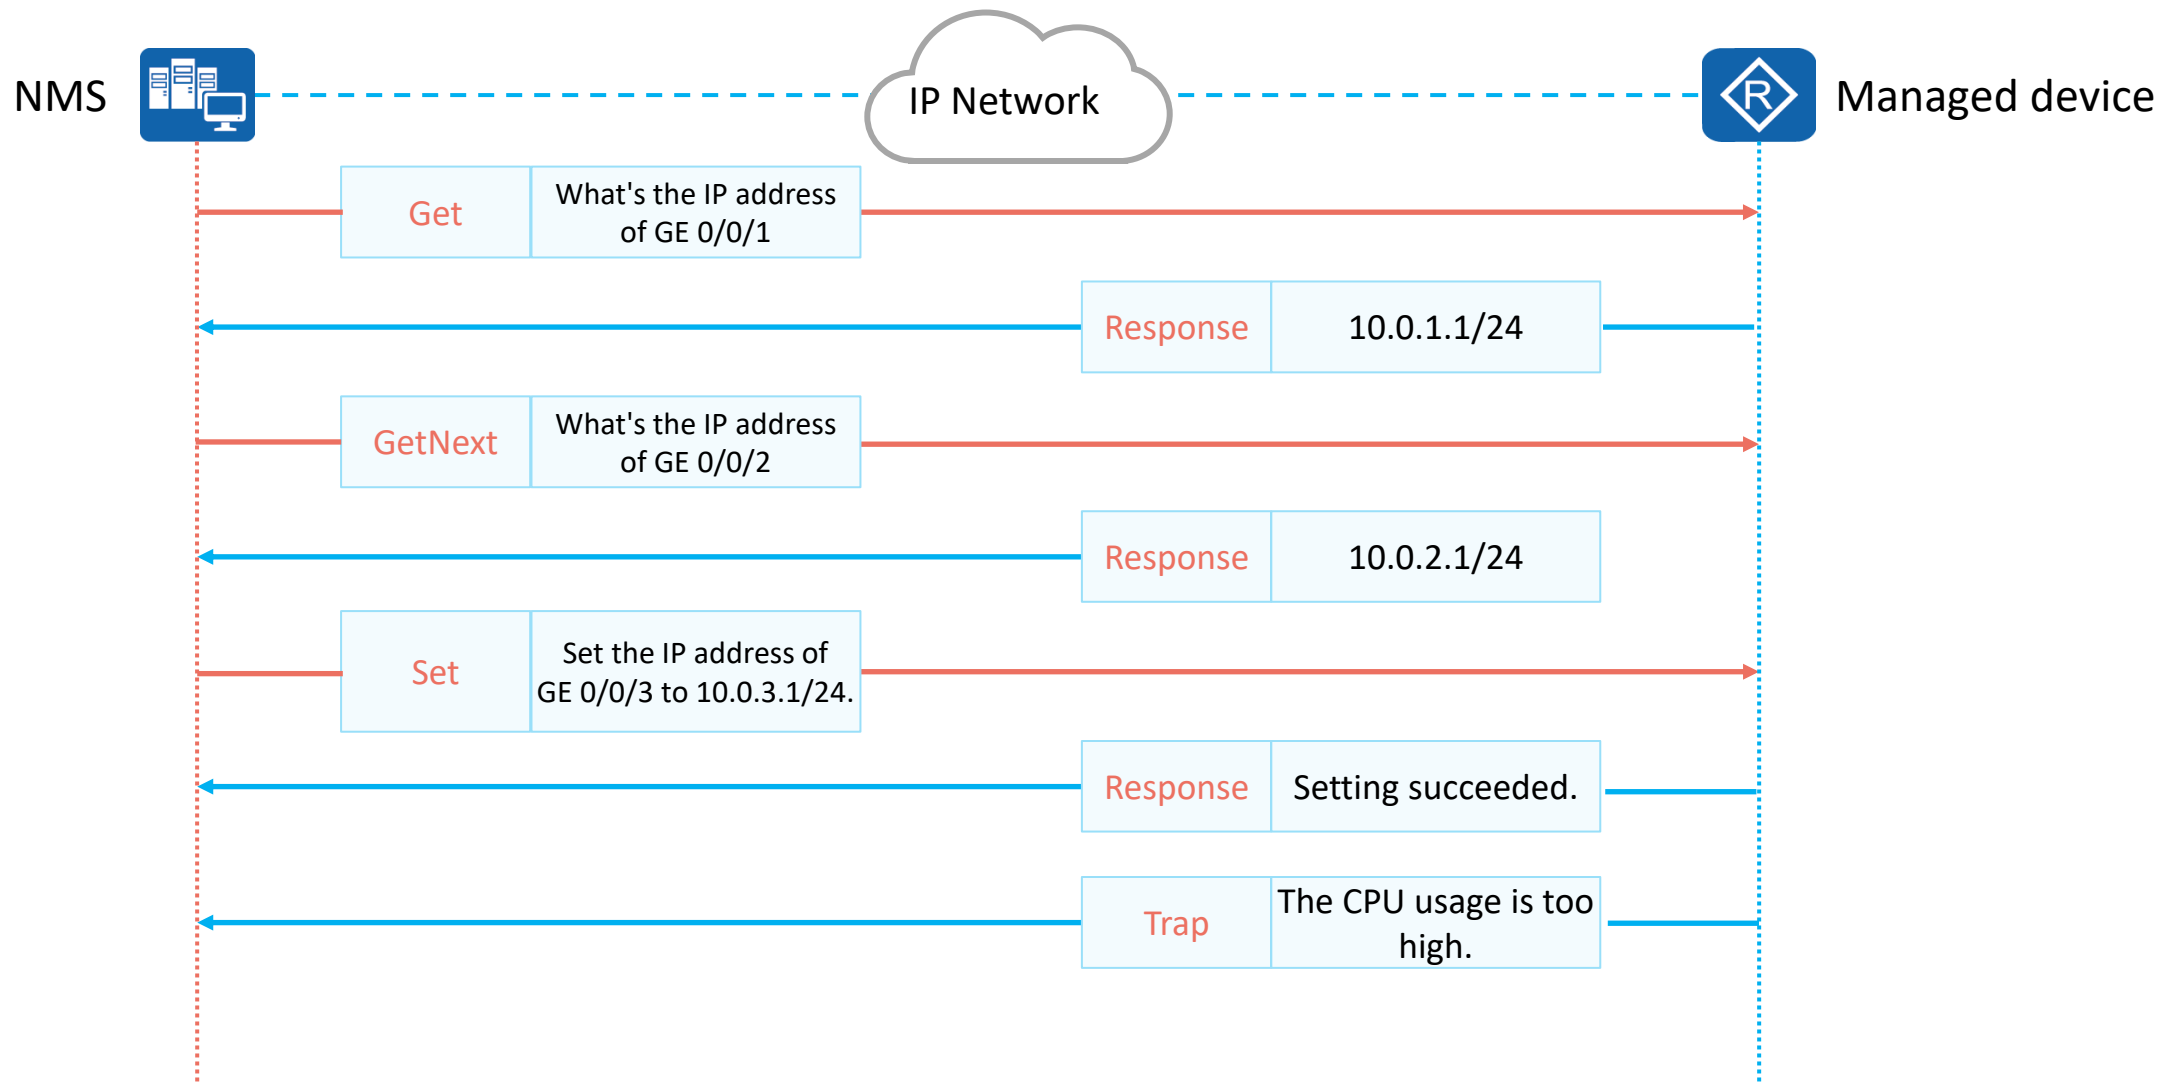 NMS
IP Network
Managed device
Get
What's the IP address
of GE 0/0/1
Response
10.0.1.1/24
GetNext
What's the IP address
of GE 0/0/2
Response
10.0.2.1/24
Set
Set the IP address of
GE 0/0/3 to 10.0.3.1/24.
Response
Setting succeeded.
Trap
The CPU usage is too
high.
R